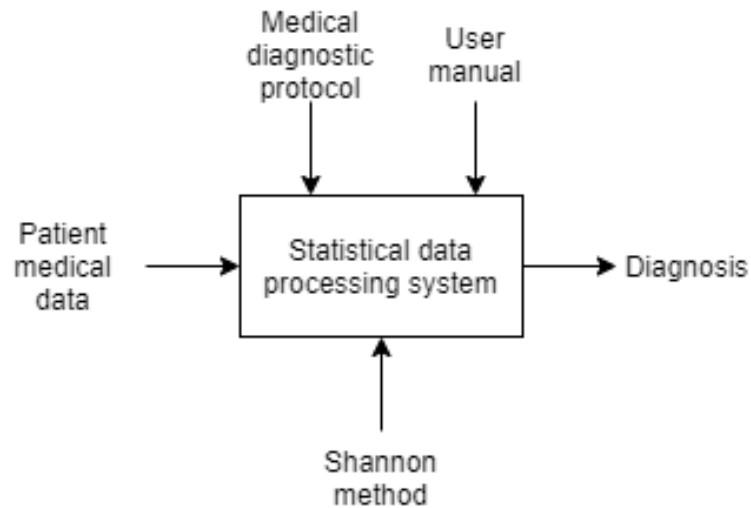 Medical
diagnostic
protocol
User
manual
Patient
medical
data
Statistical data
processing system
Diagnosis
Shannon
method